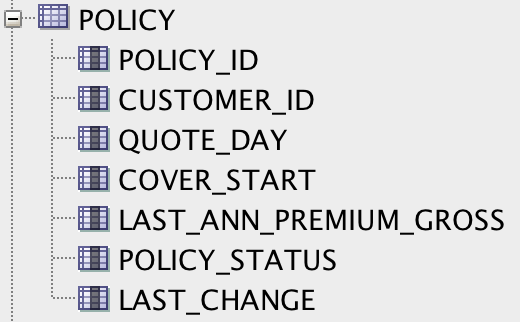 POLICY
POLICY_ID
CUSTOMER_ID
QUOTE_DAY
COVER_START
LAST_ANN_PREMIUM_GROSS
POLICY_STATUS
LAST_CHANGE